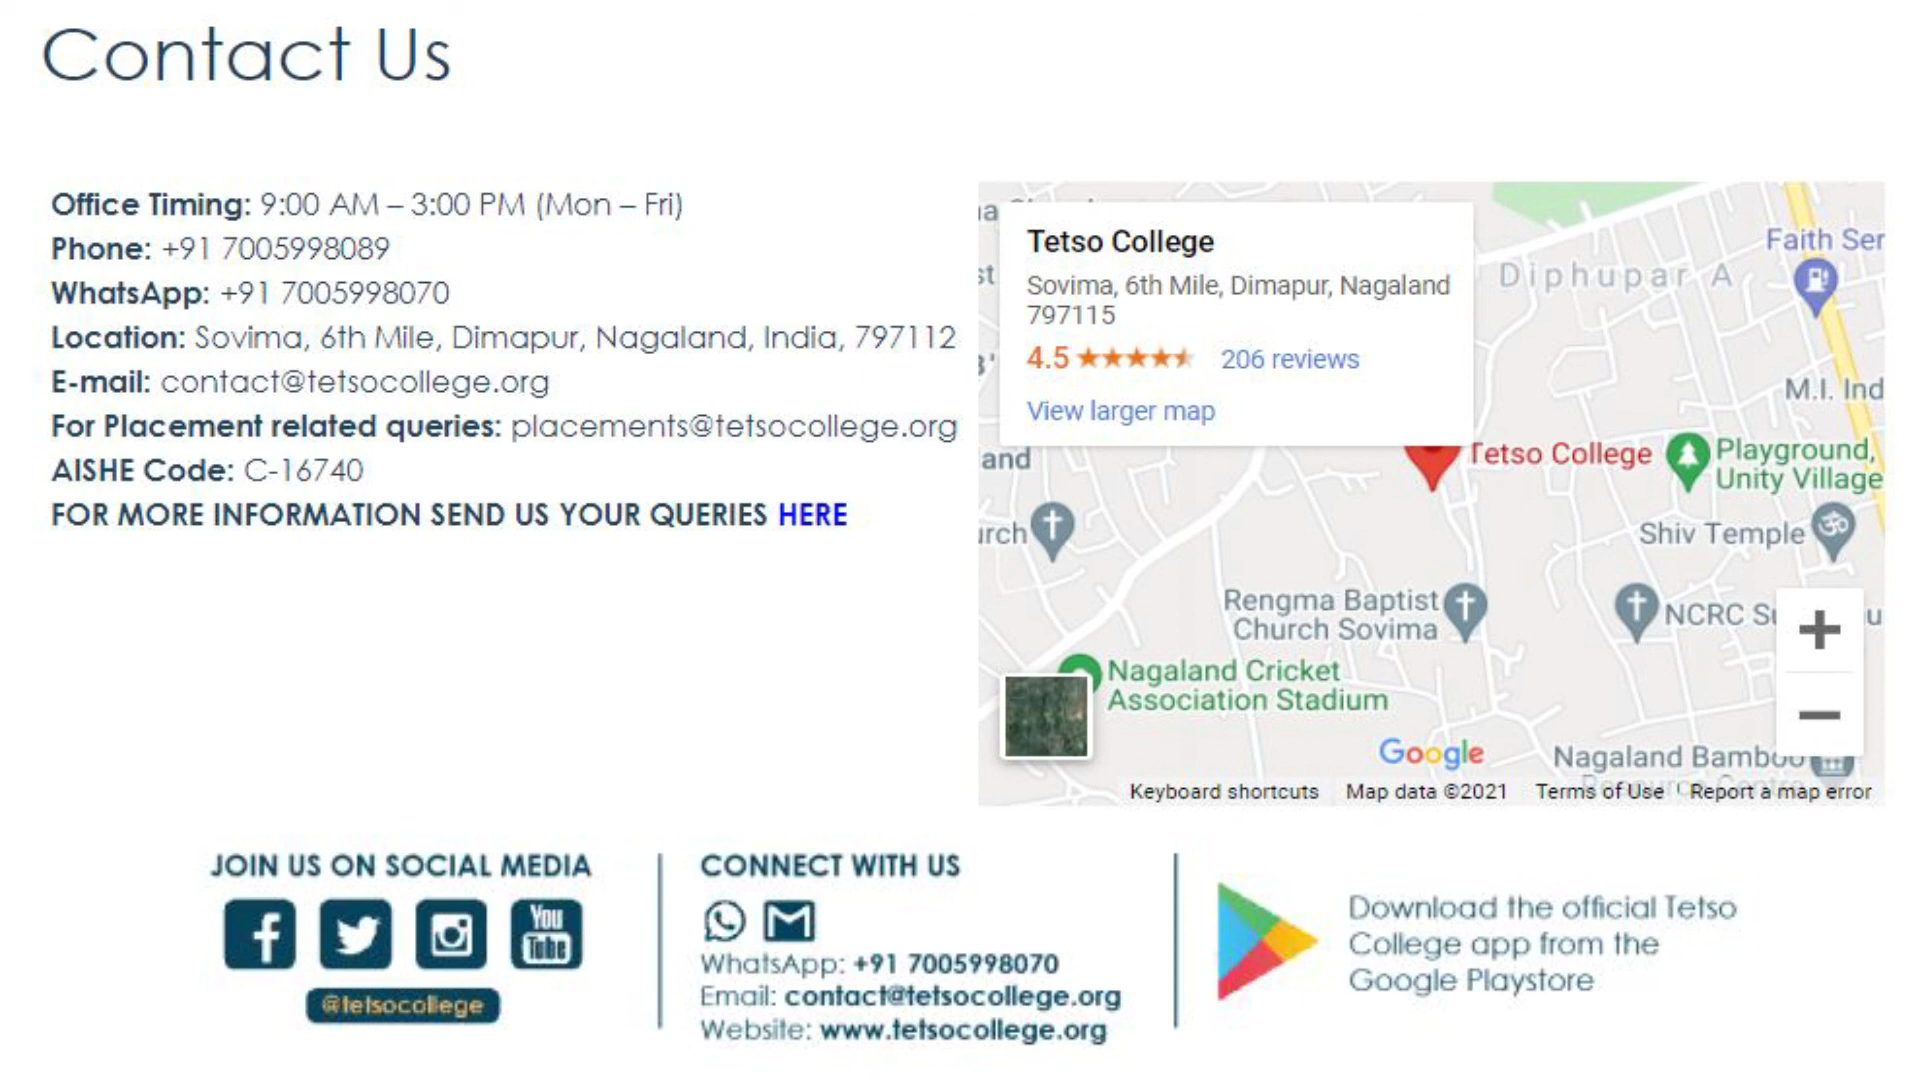 Contact Us
Office Timing: 9:00 AM – 3:00 PM (Mon – Fri)
Phone: +91 7005998089
WhatsApp: +91 7005998070
Location: Sovima, 6th Mile, Dimapur, Nagaland, India, 797112
E-mail: contact@tetsocollege.org
For Placement related queries: placements@tetsocollege.org
AISHE Code: C-16740
FOR MORE INFORMATION SEND US YOUR QUERIES HERE
Tetso College
Sovima, 6th Mile, Dimapur, Nagaland
797115
4.5 206 reviews
View larger map
Diphupar A
Faith Ser
M.I. Ind
Tetso College
Playground,
Unity Village
and
urch
Shiv Temple
Rengma Baptist
Church Sovima
NCRC
Nagaland Cricket
Association Stadium
Google
Nagaland Bamboo
Keyboard shortcuts Map data ©2021 Terms of Use Report a map error
JOIN US ON SOCIAL MEDIA
You
Tube
@tetsocollege
CONNECT WITH US
WhatsApp: +91 7005998070
Email: contact@tetsocollege.org
Website: www.tetsocollege.org
Download the official Tetso
College app from the
Google Playstore